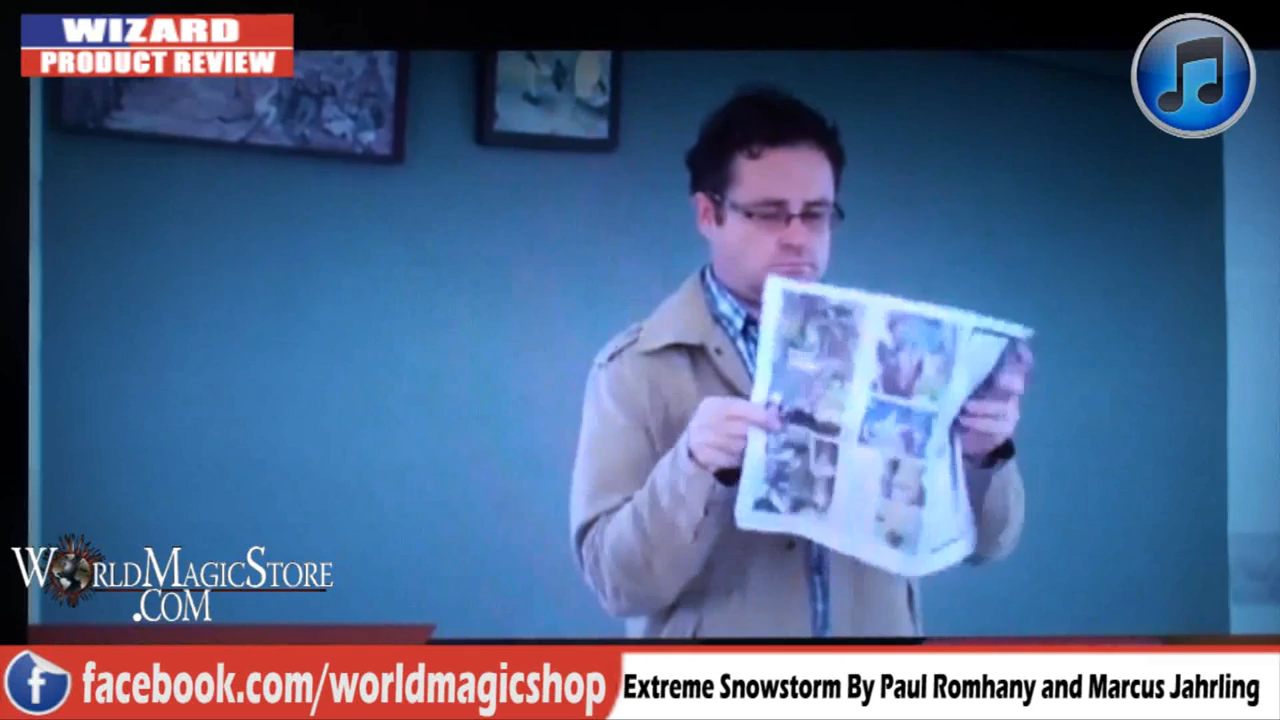 WIZARD
PRODUCT REVIEW
WORLDMAGICSTORE
.COM
facebook.com/worldmagicshop
Extreme Snowstorm By Paul Romhany and Marcus Jahrling